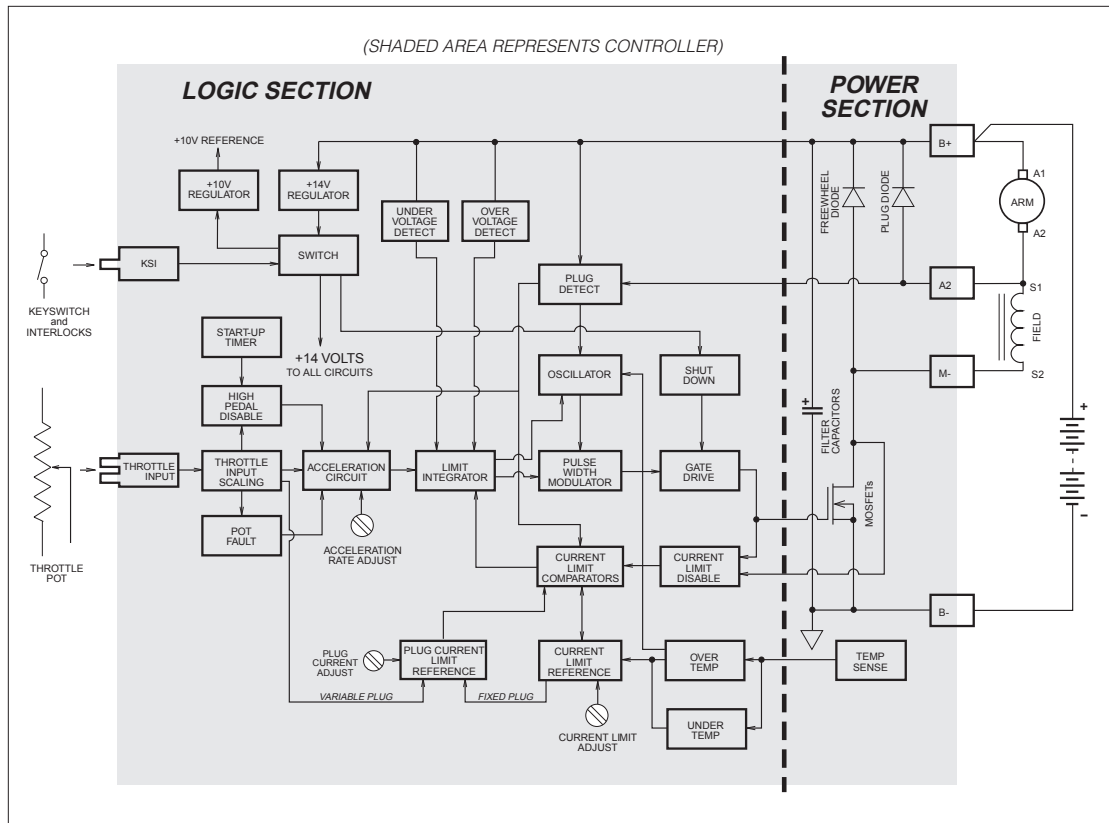 (SHADED AREA REPRESENTS CONTROLLER)
LOGIC SECTION
POWER
SECTION
+10V REFERENCE
+10V
REGULATOR
+14V
REGULATOR
UNDER
VOLTAGE
DETECT
OVER
VOLTAGE
DETECT
FREEWHEEL
DIODE
PLUG DIODE
B+
A1
ARM
A2
KSI
SWITCH
KEYSWITCH
and
INTERLOCKS
PLUG
DETECT
A2
S1
FIELD
S2
START-UP
TIMER
+14 VOLTS
TO ALL CIRCUITS
OSCILLATOR
SHUT
DOWN
M-
HIGH
PEDAL
DISABLE
+
FILTER
CAPACITORS
+
-
THROTTLE
INPUT
THROTTLE
INPUT
SCALING
ACCELERATION
CIRCUIT
LIMIT
INTEGRATOR
PULSE
WIDTH
MODULATOR
GATE
DRIVE
MOSFETs
POT
FAULT
ACCELERATION
RATE ADJUST
THROTTLE
POT
CURRENT
LIMIT
COMPARATORS
CURRENT
LIMIT
DISABLE
B-
PLUG
CURRENT
ADJUST
PLUG CURRENT
LIMIT
REFERENCE
CURRENT
LIMIT
REFERENCE
OVER
TEMP
TEMP
SENSE
VARIABLE PLUG
FIXED PLUG
UNDER
TEMP
CURRENT LIMIT
ADJUST